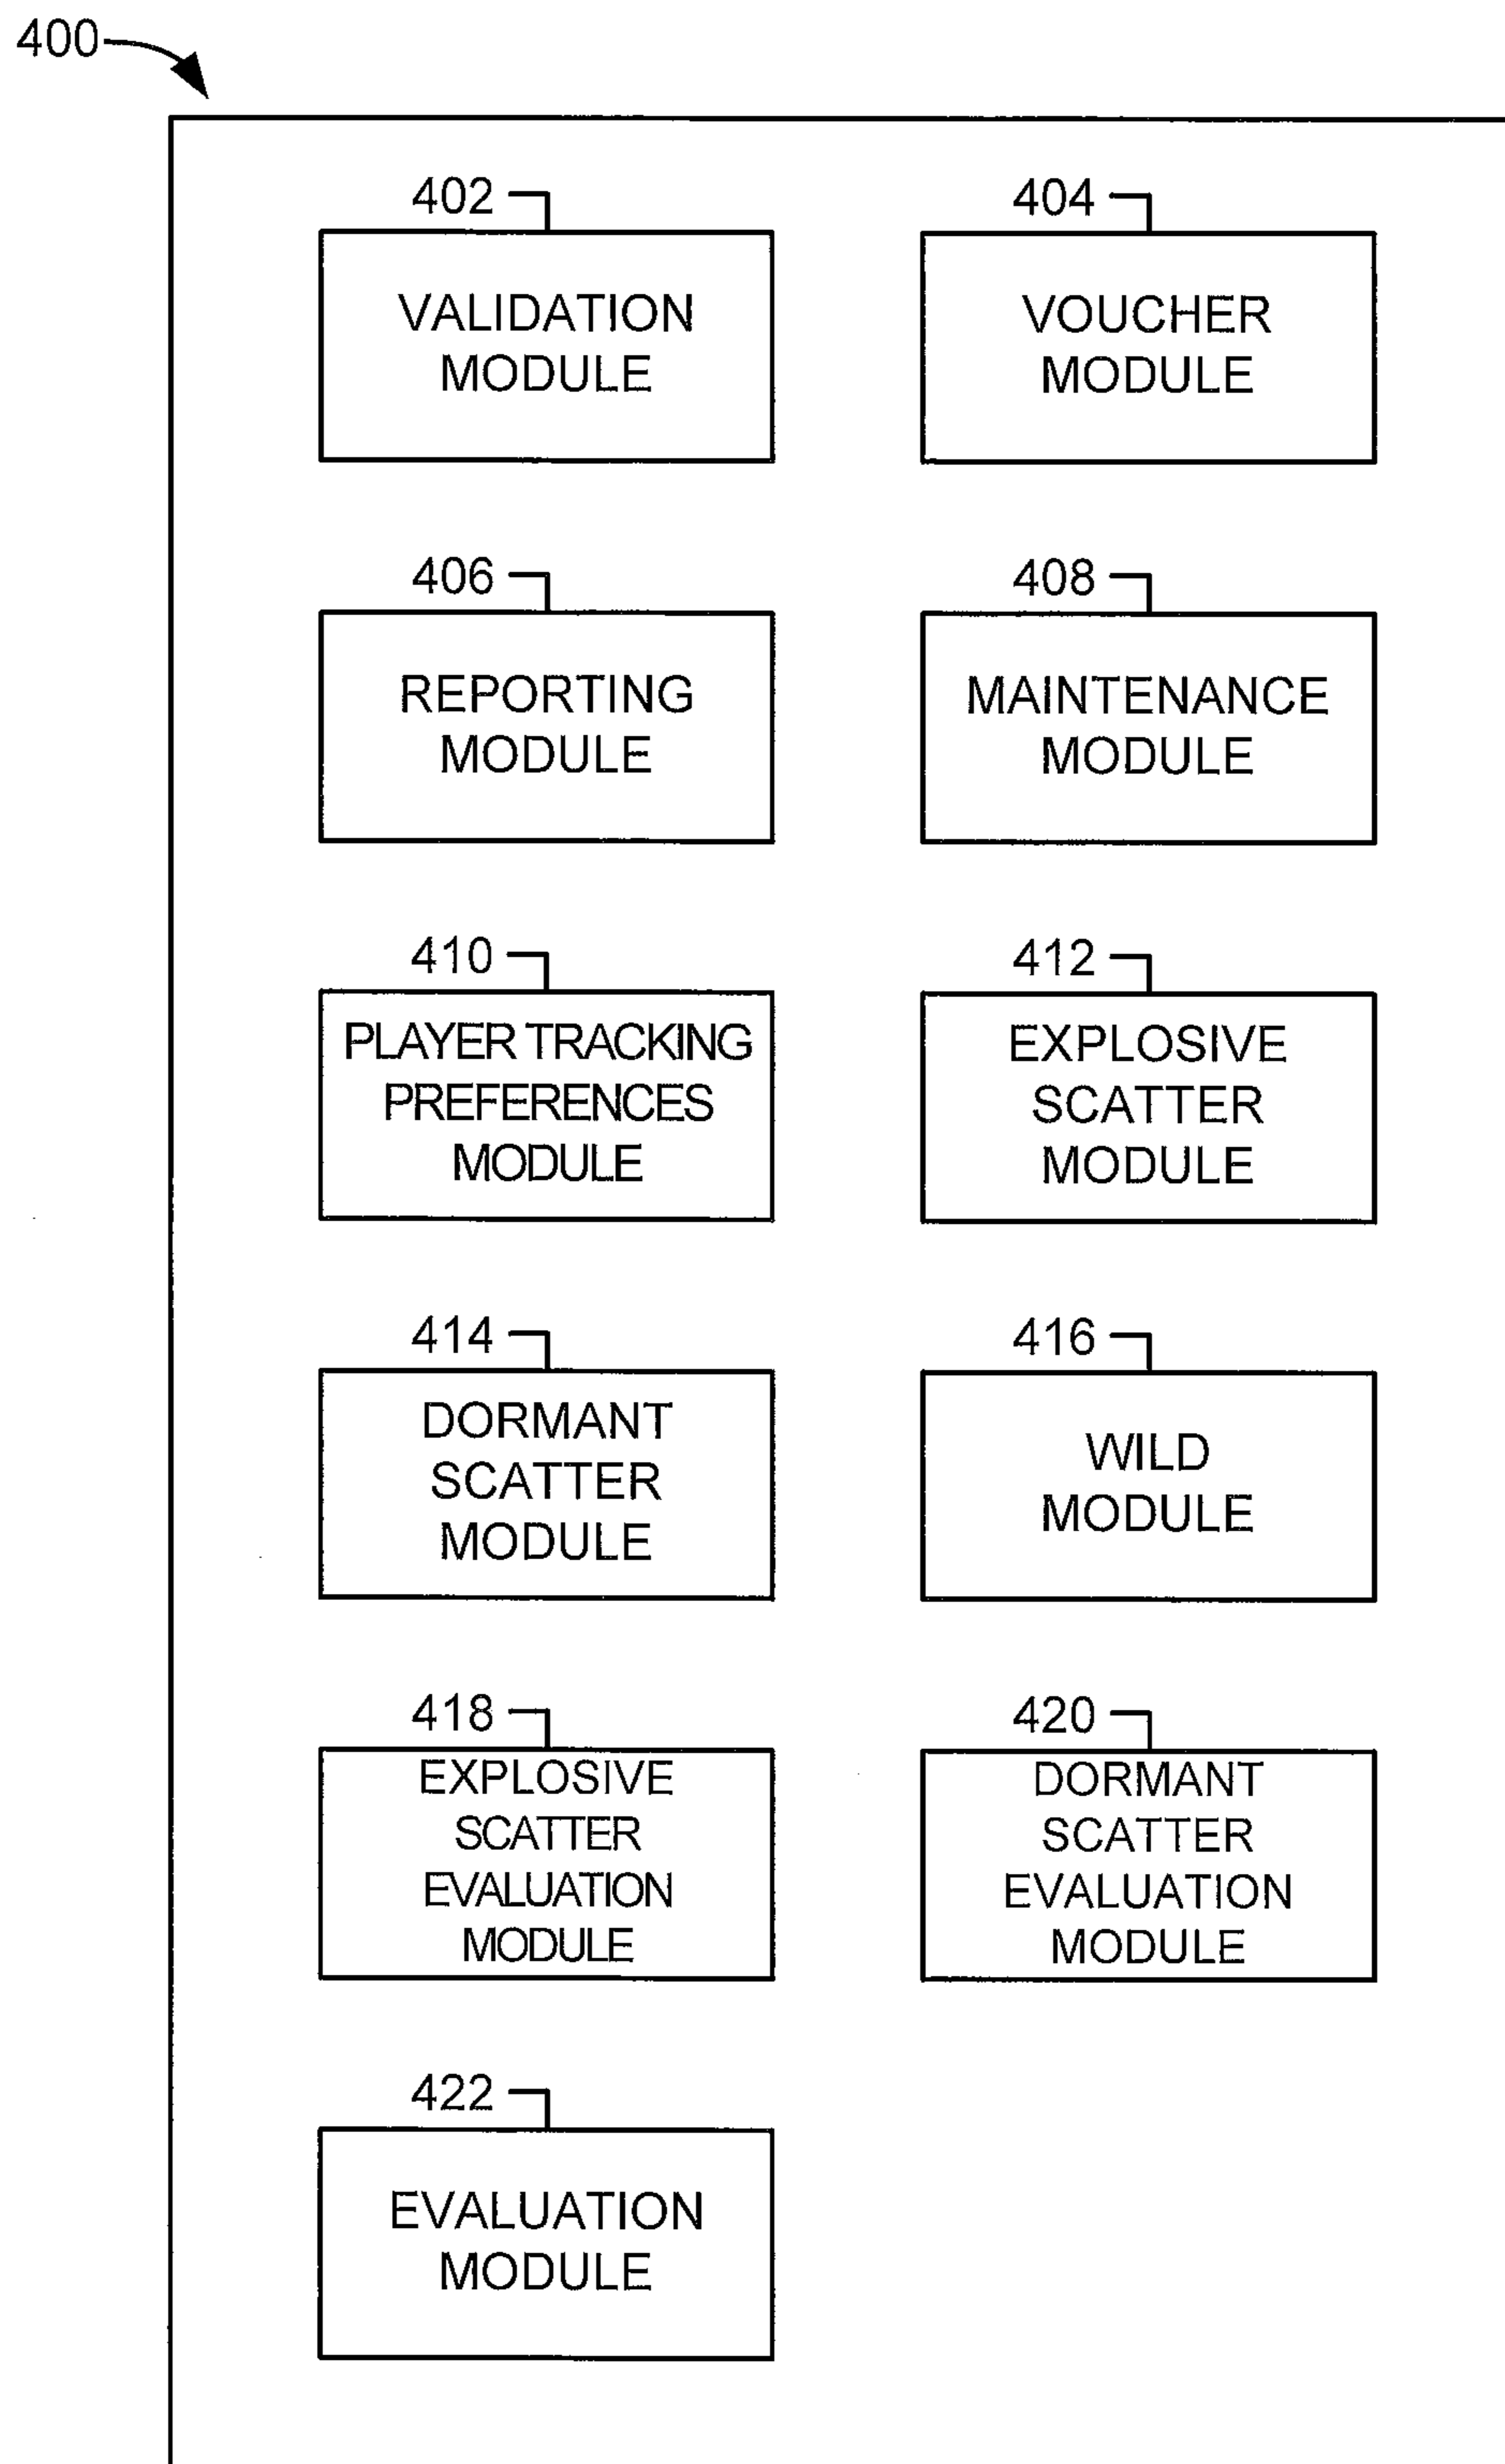 400
402
VALIDATION
MODULE
404
VOUCHER
MODULE
406
REPORTING
MODULE
408
MAINTENANCE
MODULE
410
PLAYER TRACKING
PREFERENCES
MODULE
412
EXPLOSIVE
SCATTER
MODULE
414
DORMANT
SCATTER
MODULE
416
WILD
MODULE
418
EXPLOSIVE
SCATTER
EVALUATION
MODULE
420
DORMANT
SCATTER
EVALUATION
MODULE
422
EVALUATION
MODULE